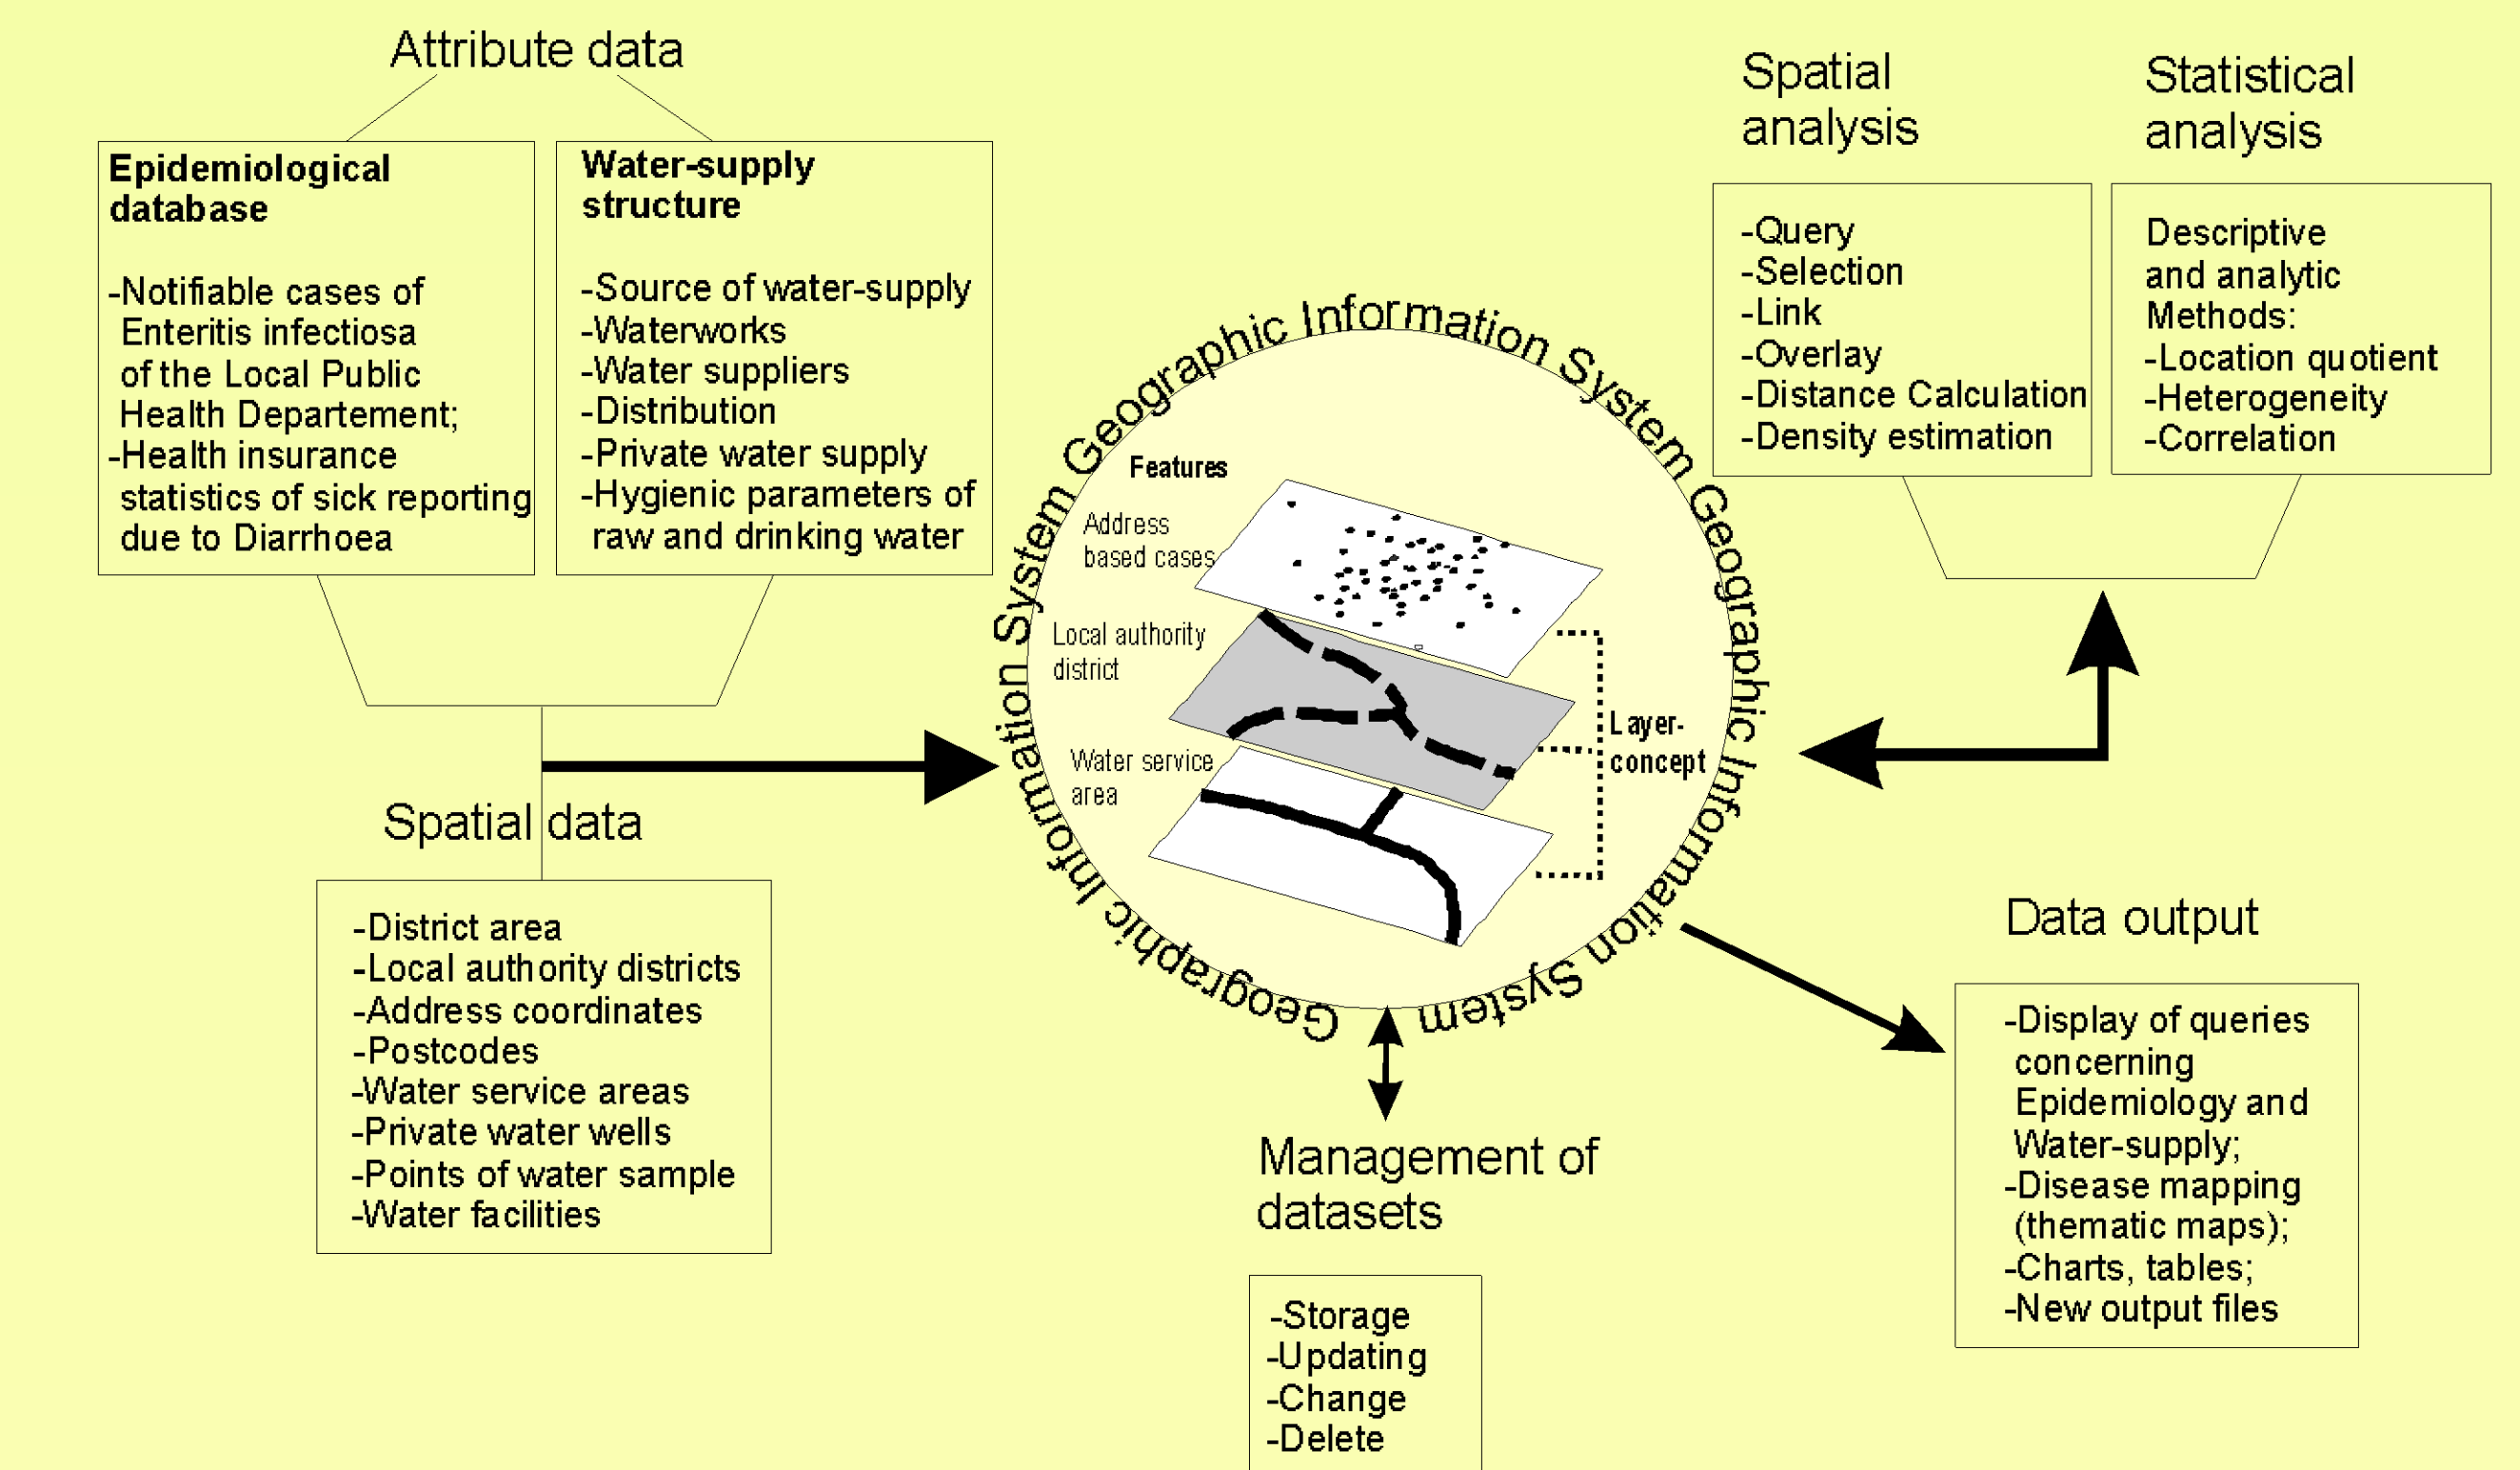 Attribute data
Epidemiological
database
-Notifiable cases of
Enteritis infectiosa
of the Local Public
Health Departement;
-Health insurance
statistics of sick reporting
due to Diarrhoea
Water-supply
structure
-Source of water-supply
-Waterworks
-Water suppliers
-Distribution
-Private water supply
-Hygienic parameters of
raw and drinking water
Spatial data
-District area
-Local authority districts
-Address coordinates
-Postcodes
-Water service areas
-Private water wells
-Points of water sample
-Water facilities
Geographic Information System Geographic Information System Geographic Information System
Features
Address
based cases
Local authority
district
Water service
area
Layer-
concept
Management of
datasets
-Storage
-Updating
-Change
-Delete
Spatial
analysis
-Query
-Selection
-Link
-Overlay
-Distance Calculation
-Density estimation
Statistical
analysis
Descriptive
and analytic
Methods:
-Location quotient
-Heterogeneity
-Correlation
Data output
-Display of queries
concerning
Epidemiology and
Water-supply;
-Disease mapping
(thematic maps);
-Charts, tables;
-New output files